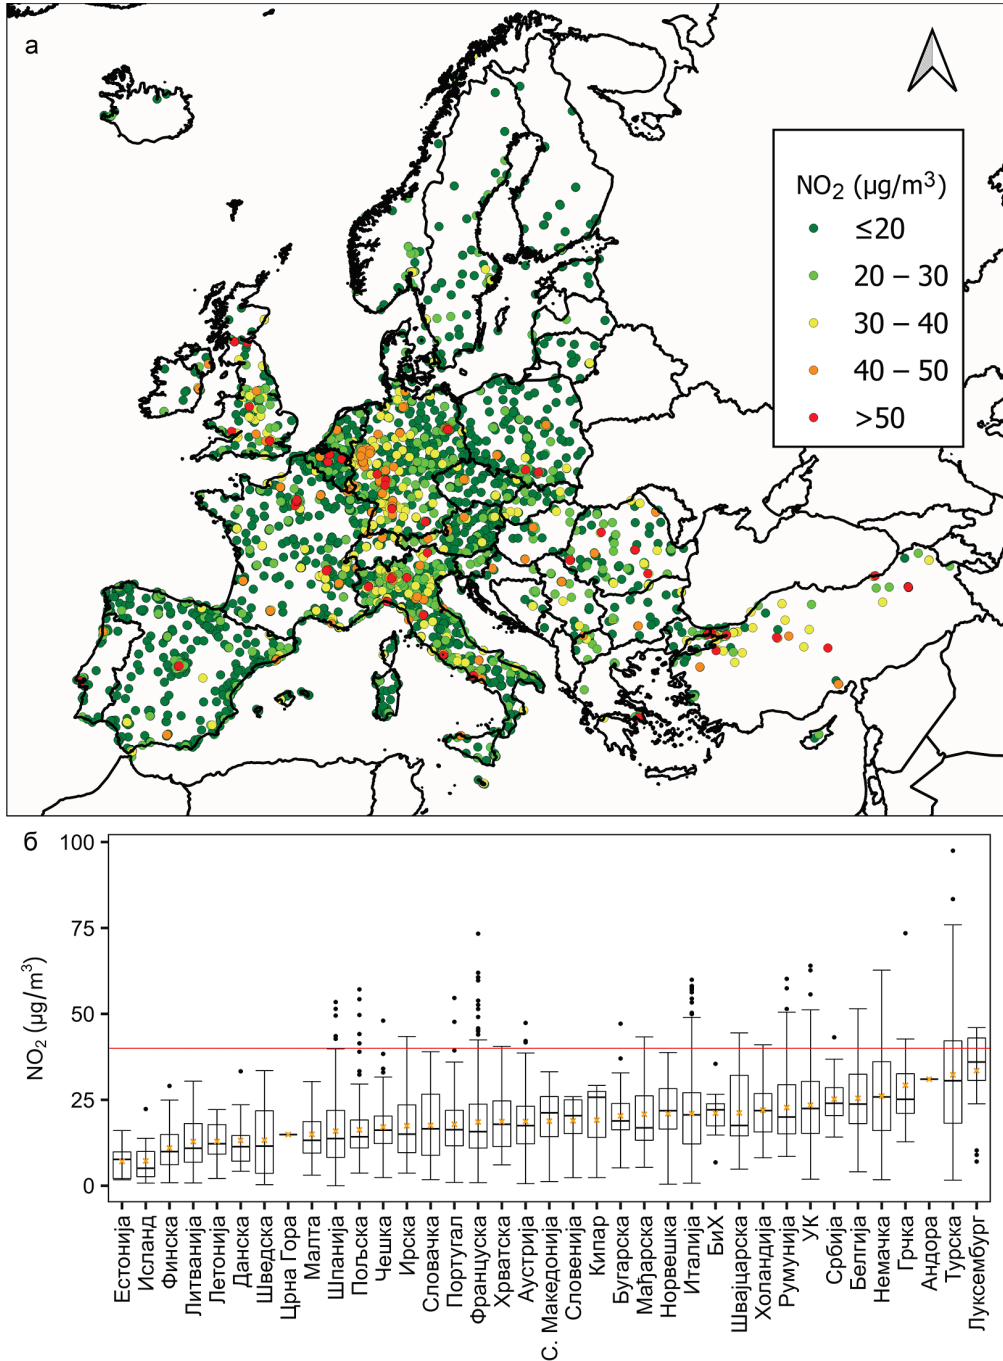 а
NO₂ (µg/m³)
≤20
20 – 30
30 – 40
40 – 50
>50
б
NO₂ (µg/m³)
100
75
50
25
0
Естонија
Исланд
Финска
Литванија
Летонија
Данска
Шведска
Црна Гора
Малта
Шпанија
Пољска
Чешка
Ирска
Словачка
Португал
Француска
Хрватска
Аустрија
С. Македонија
Словенија
Кипар
Бугарска
Мађарска
Норвешка
Италија
БиХ
Швајцарска
Холандија
Румунија
УК
Србија
Белгија
Немачка
Грчка
Андора
Турска
Луксембург